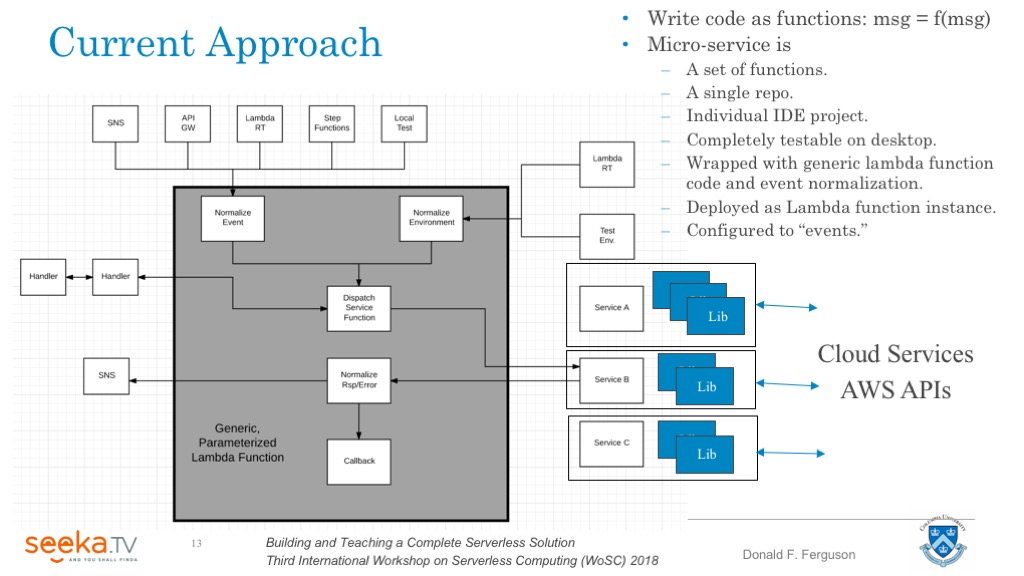 Current Approach
• Write code as functions: msg = f(msg)
• Micro-service is
– A set of functions.
– A single repo.
– Individual IDE project.
– Completely testable on desktop.
– Wrapped with generic lambda function
code and event normalization.
– Deployed as Lambda function instance.
– Configured to “events.”
SNS
API
GW
Lambda
RT
Step
Functions
Local
Test
Lambda
RT
Test
Env.
Normalize
Event
Normalize
Environment
Handler
Handler
Dispatch
Service
Function
Service A
Lib
SNS
Normalize
Rsp/Error
Service B
Lib
Cloud Services
AWS APIs
Generic,
Parameterized
Lambda Function
Callback
Service C
Lib
seeka.TV
AND YOU SHALL FINDA
13
Building and Teaching a Complete Serverless Solution
Third International Workshop on Serverless Computing (WoSC) 2018
Donald F. Ferguson
COLUMBIA UNIVERSITY